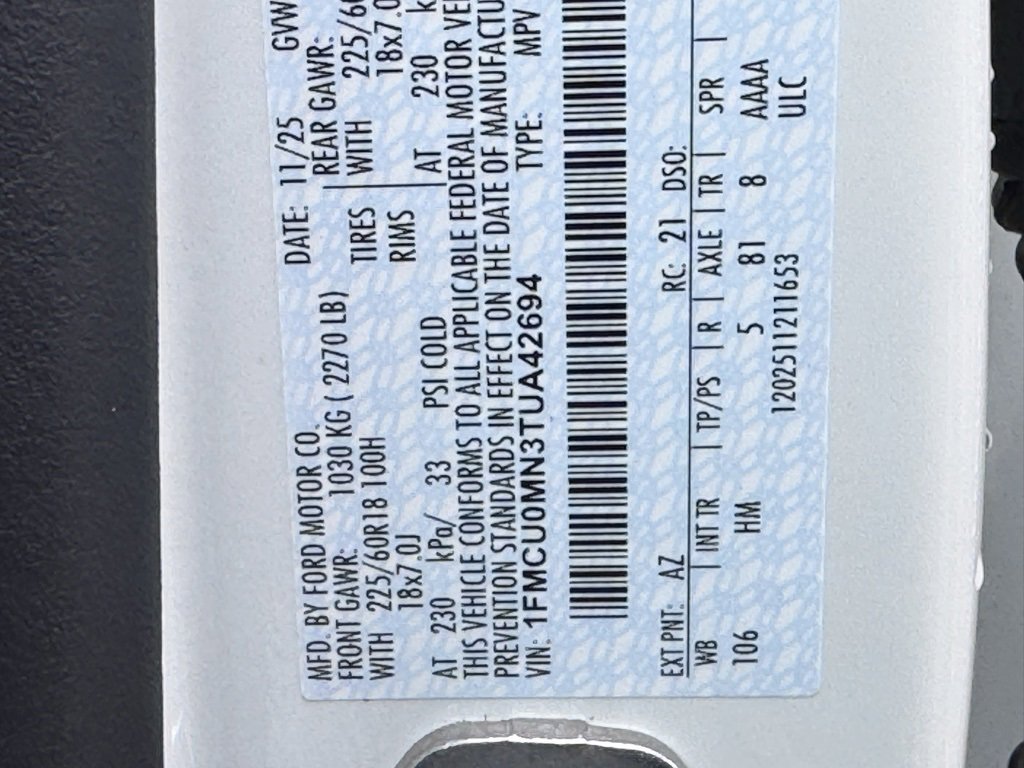 MFD. BY FORD MOTOR CO. DATE: 11/25 GVW
FRONT GAWR: 1030 KG ( 2270 LB) REAR GAWR:
WITH 225/60R18 100H TIRES WITH 225/60
18x7.0J RIMS 18x7.0
AT 230 kPa/ 33 PSI COLD AT 230
THIS VEHICLE CONFORMS TO ALL APPLICABLE FEDERAL MOTOR VE
PREVENTION STANDARDS IN EFFECT ON THE DATE OF MANUFACTU
VIN: 1FMCU0MN3TUA42694 TYPE: MPV
EXT PNT: AZ RC: 21 DSO:
WB | INT TR | TP/PS | R | AXLE | TR | SPR |
106 HM 5 81 8 AAAA
12025112111653 ULC